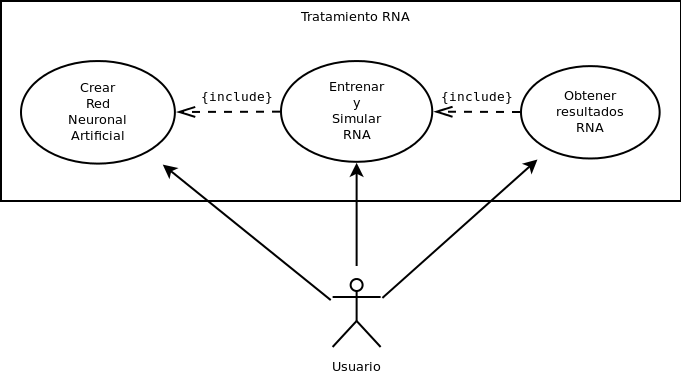 Tratamiento RNA
Crear
Red
Neuronal
Artificial
{include}
Entrenar
y
Simular
RNA
{include}
Obtener
resultados
RNA
Usuario